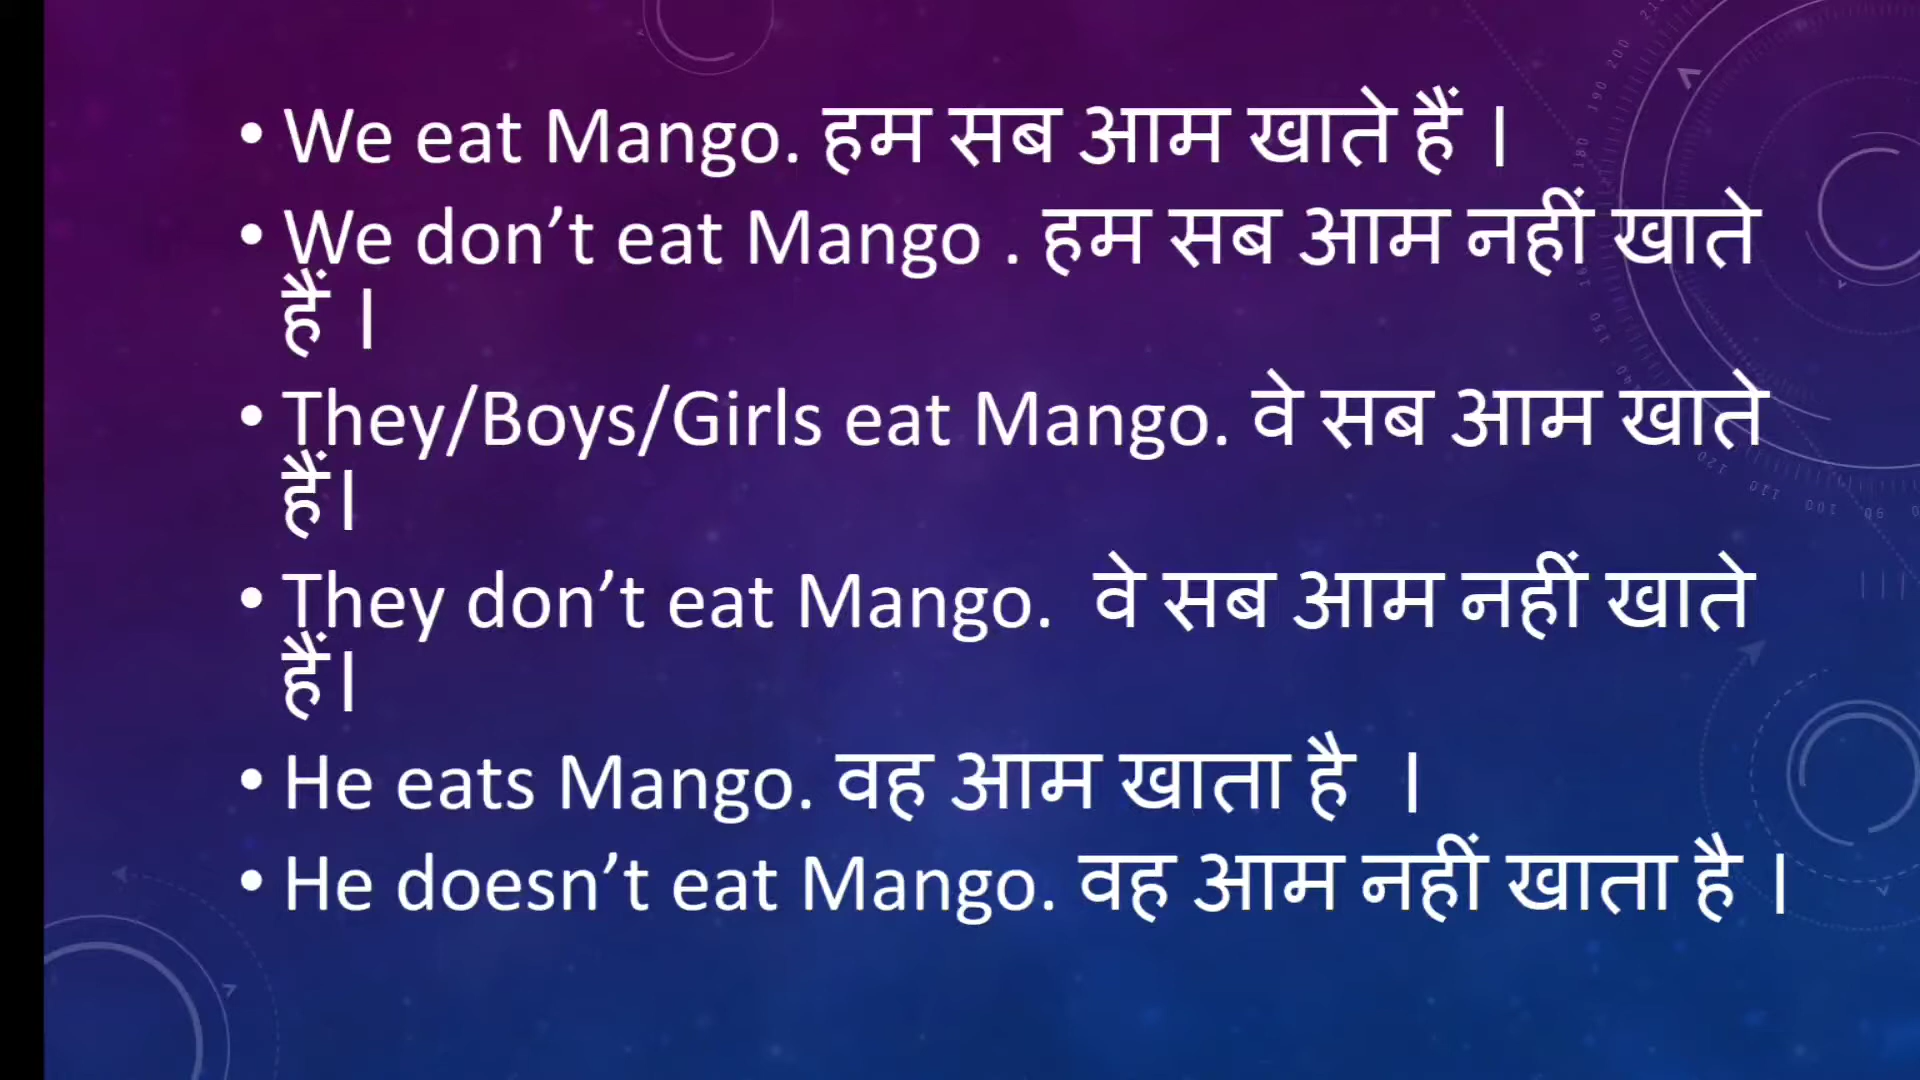 • We eat Mango. हम सब आम खाते हैं ।
• We don’t eat Mango . हम सब आम नहीं खाते
हैं ।
• They/Boys/Girls eat Mango. वे सब आम खाते
हैं।
• They don’t eat Mango.  वे सब आम नहीं खाते
हैं।
• He eats Mango. वह आम खाता है  ।
• He doesn’t eat Mango. वह आम नहीं खाता है ।